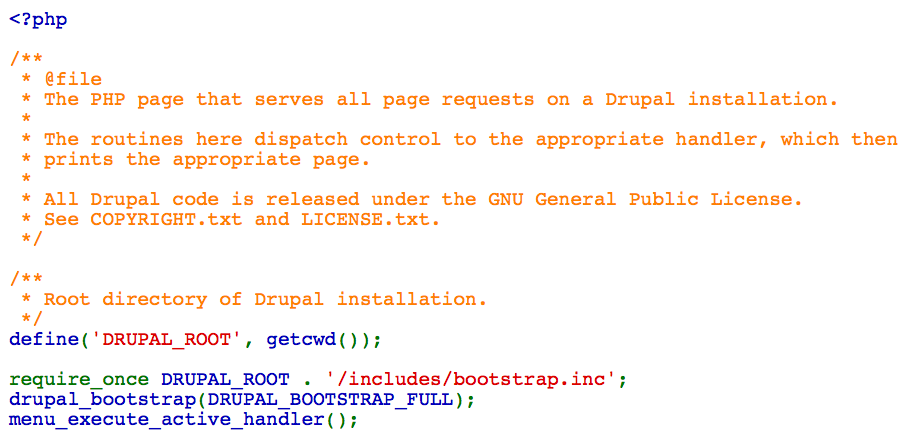 <?php
/**
* @file
* The PHP page that serves all page requests on a Drupal installation.
*
* The routines here dispatch control to the appropriate handler, which then
* prints the appropriate page.
*
* All Drupal code is released under the GNU General Public License.
* See COPYRIGHT.txt and LICENSE.txt.
*/
/**
* Root directory of Drupal installation.
*/
define('DRUPAL_ROOT', getcwd());
require_once DRUPAL_ROOT . '/includes/bootstrap.inc';
drupal_bootstrap(DRUPAL_BOOTSTRAP_FULL);
menu_execute_active_handler();